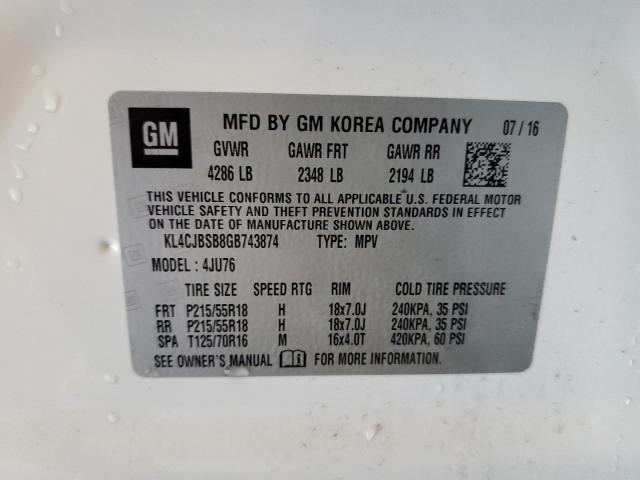 GM MFD BY GM KOREA COMPANY 07 / 16
GVWR GAWR FRT GAWR RR
4286 LB 2348 LB 2194 LB
THIS VEHICLE CONFORMS TO ALL APPLICABLE U.S. FEDERAL MOTOR
VEHICLE SAFETY AND THEFT PREVENTION STANDARDS IN EFFECT
ON THE DATE OF MANUFACTURE SHOWN ABOVE.
KL4CJBSB8GB743874 TYPE: MPV
MODEL: 4JU76
TIRE SIZE SPEED RTG RIM COLD TIRE PRESSURE
FRT P215/55R18 H 18x7.0J 240KPA, 35 PSI
RR P215/55R18 H 18x7.0J 240KPA, 35 PSI
SPA T125/70R16 M 16x4.0T 420KPA, 60 PSI
SEE OWNER'S MANUAL FOR MORE INFORMATION.